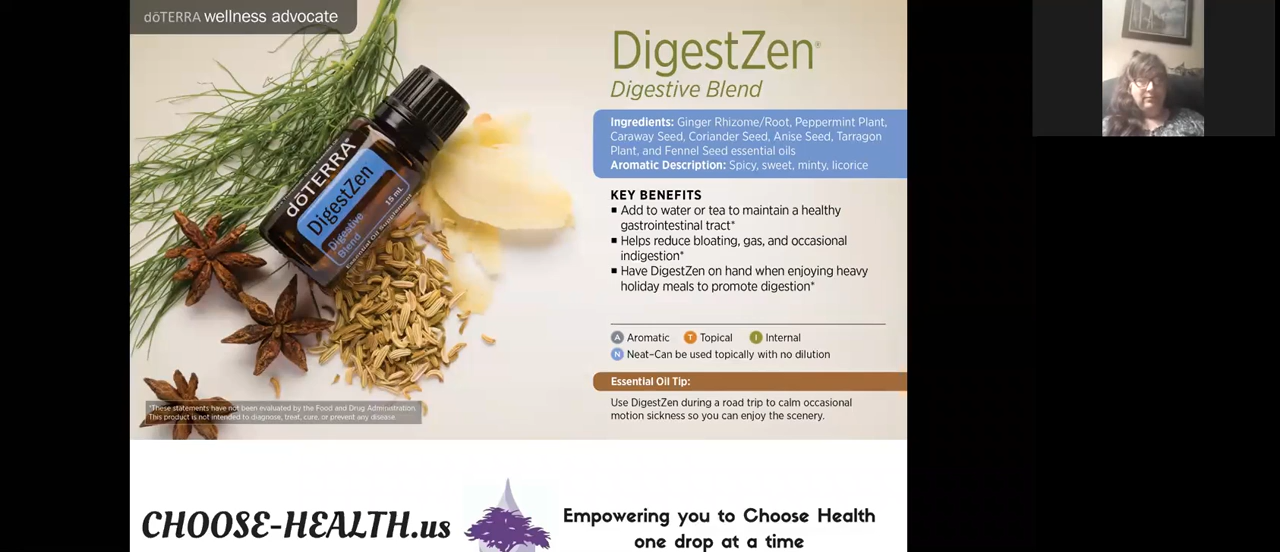 dōTERRA wellness advocate
DigestZen®
Digestive Blend
Ingredients: Ginger Rhizome/Root, Peppermint Plant,
Caraway Seed, Coriander Seed, Anise Seed, Tarragon
Plant, and Fennel Seed essential oils
Aromatic Description: Spicy, sweet, minty, licorice
KEY BENEFITS
▪ Add to water or tea to maintain a healthy
gastrointestinal tract*
▪ Helps reduce bloating, gas, and occasional
indigestion*
▪ Have DigestZen on hand when enjoying heavy
holiday meals to promote digestion*
A Aromatic T Topical I Internal
N Neat–Can be used topically with no dilution
Essential Oil Tip:
Use DigestZen during a road trip to calm occasional
motion sickness so you can enjoy the scenery.
dōTERRA
DigestZen
Digestive
Blend
15 mL
Essential Oil Supplement
*These statements have not been evaluated by the Food and Drug Administration.
This product is not intended to diagnose, treat, cure, or prevent any disease.
CHOOSE-HEALTH.us
Empowering you to Choose Health
one drop at a time